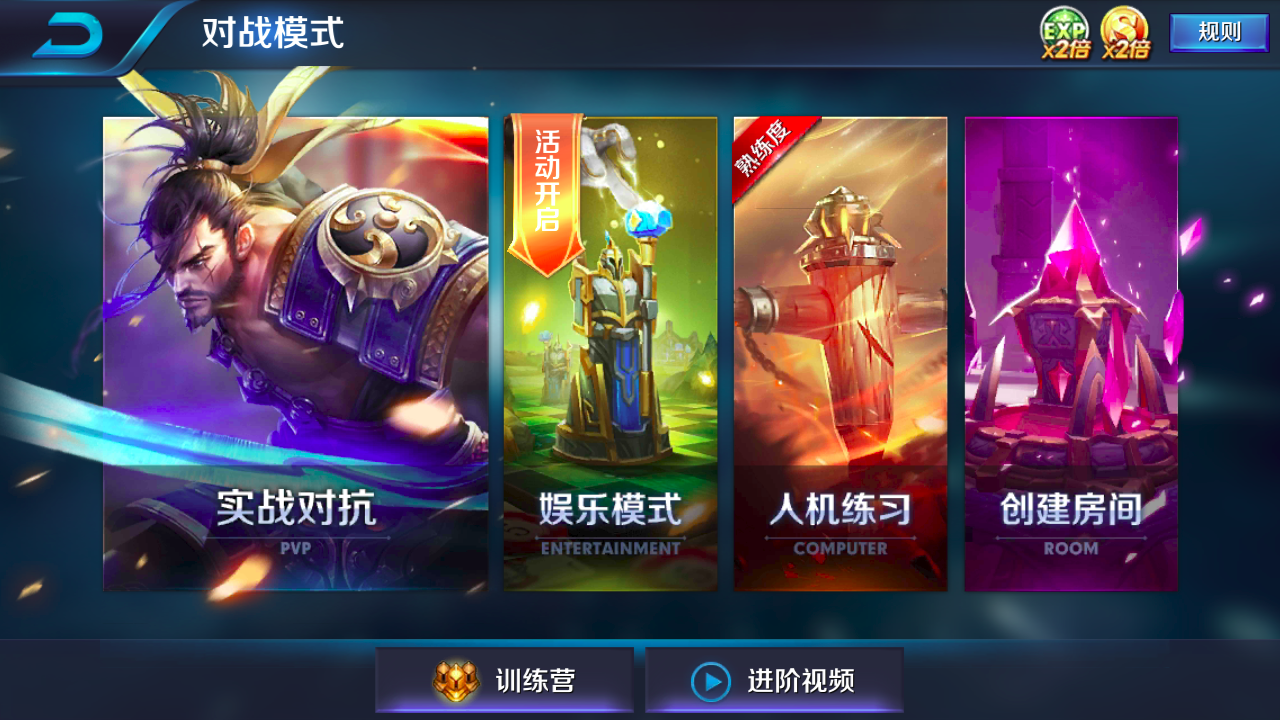 对战模式
EXP
x2倍
S
x2倍
规则
活动开启
熟练度
实战对抗
PVP
娱乐模式
ENTERTAINMENT
人机练习
COMPUTER
创建房间
ROOM
训练营
进阶视频